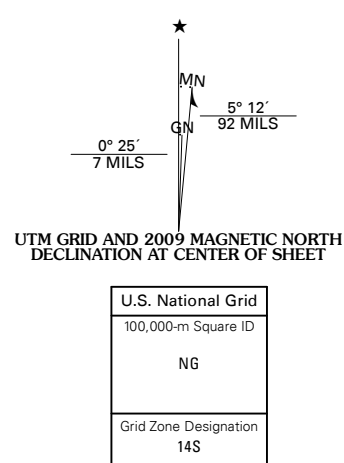 ★
MN
5° 12´
92 MILS
GN
0° 25´
7 MILS
UTM GRID AND 2009 MAGNETIC NORTH
DECLINATION AT CENTER OF SHEET
U.S. National Grid
100,000-m Square ID
NG
Grid Zone Designation
14S